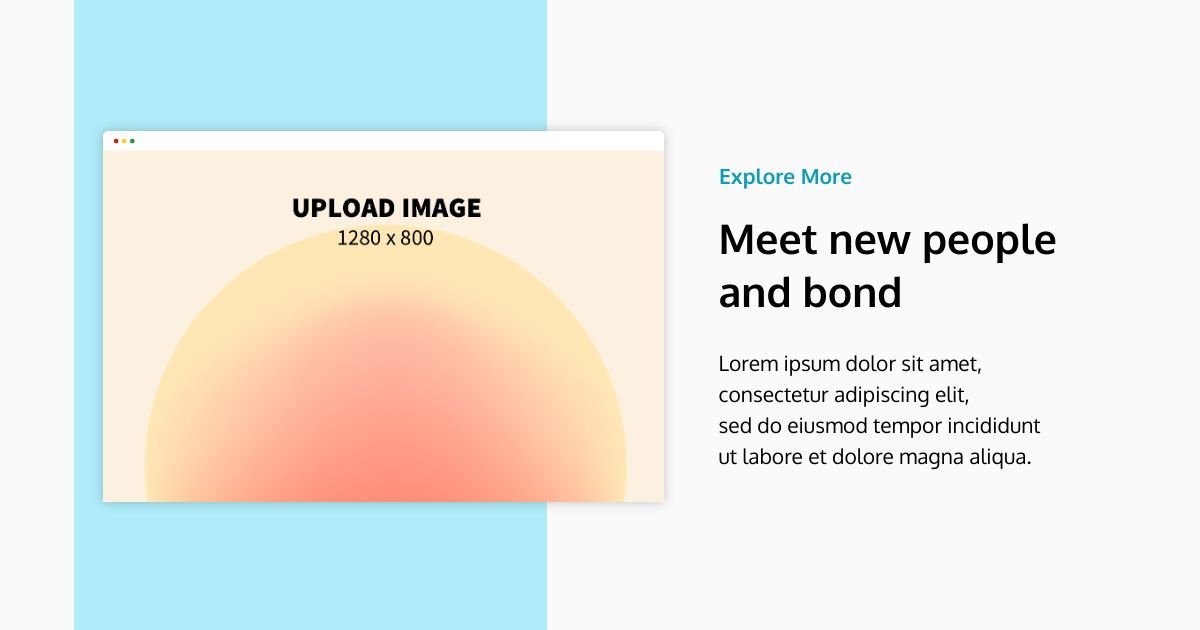 UPLOAD IMAGE
1280 x 800
Explore More
Meet new people
and bond
Lorem ipsum dolor sit amet,
consectetur adipiscing elit,
sed do eiusmod tempor incididunt
ut labore et dolore magna aliqua.